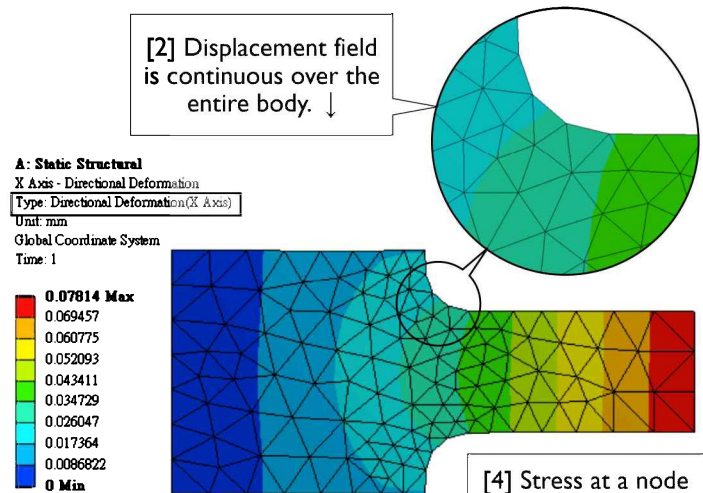 [2] Displacement field
is continuous over the
entire body. ↓
A: Static Structural
X Axis - Directional Deformation
Type: Directional Deformation(X Axis)
Unit: mm
Global Coordinate System
Time: 1
0.07814 Max
0.069457
0.060775
0.052093
0.043411
0.034729
0.026047
0.017364
0.0086822
0 Min
[4] Stress at a node